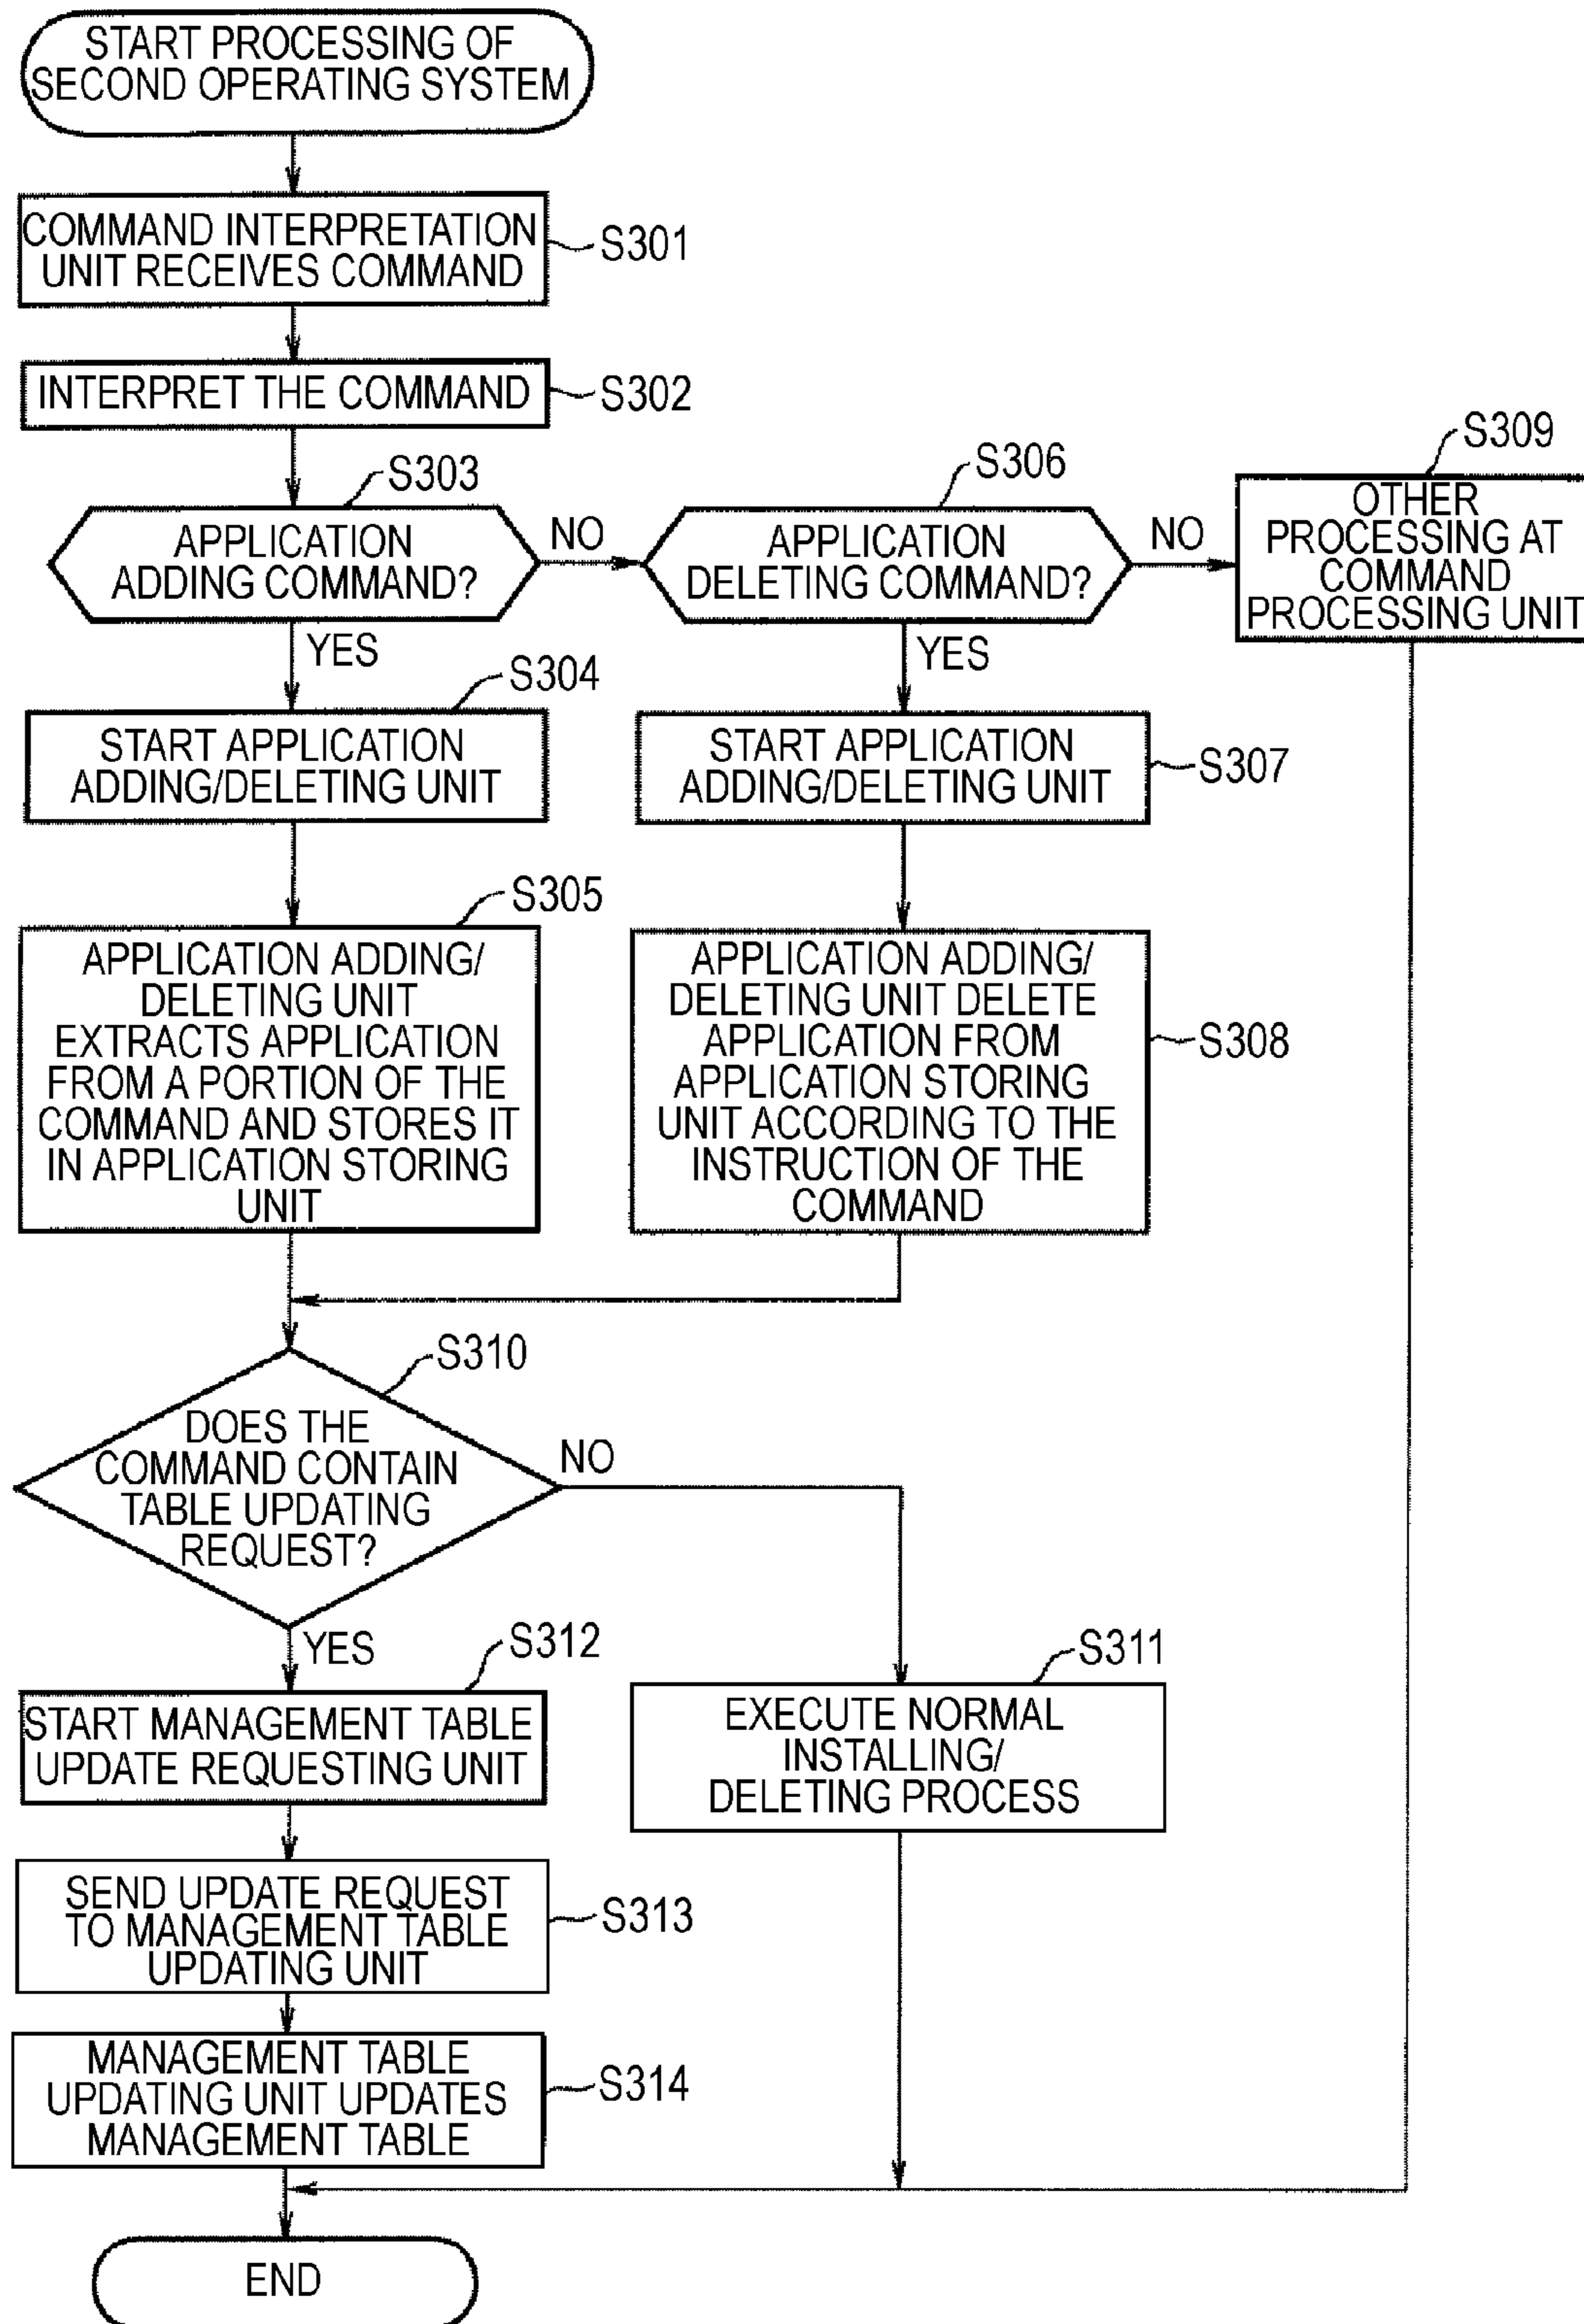 START PROCESSING OF
SECOND OPERATING SYSTEM
COMMAND INTERPRETATION
UNIT RECEIVES COMMAND
S301
INTERPRET THE COMMAND
S302
S303
APPLICATION
ADDING COMMAND?
NO
YES
S306
APPLICATION
DELETING COMMAND?
NO
YES
S309
OTHER
PROCESSING AT
COMMAND
PROCESSING UNIT
S304
START APPLICATION
ADDING/DELETING UNIT
START APPLICATION
ADDING/DELETING UNIT
S307
S305
APPLICATION ADDING/
DELETING UNIT
EXTRACTS APPLICATION
FROM A PORTION OF THE
COMMAND AND STORES IT
IN APPLICATION STORING
UNIT
APPLICATION ADDING/
DELETING UNIT DELETE
APPLICATION FROM
APPLICATION STORING
UNIT ACCORDING TO THE
INSTRUCTION OF THE
COMMAND
S308
S310
DOES THE
COMMAND CONTAIN
TABLE UPDATING
REQUEST?
NO
YES
S312
START MANAGEMENT TABLE
UPDATE REQUESTING UNIT
S311
EXECUTE NORMAL
INSTALLING/
DELETING PROCESS
SEND UPDATE REQUEST
TO MANAGEMENT TABLE
UPDATING UNIT
S313
MANAGEMENT TABLE
UPDATING UNIT UPDATES
MANAGEMENT TABLE
S314
END